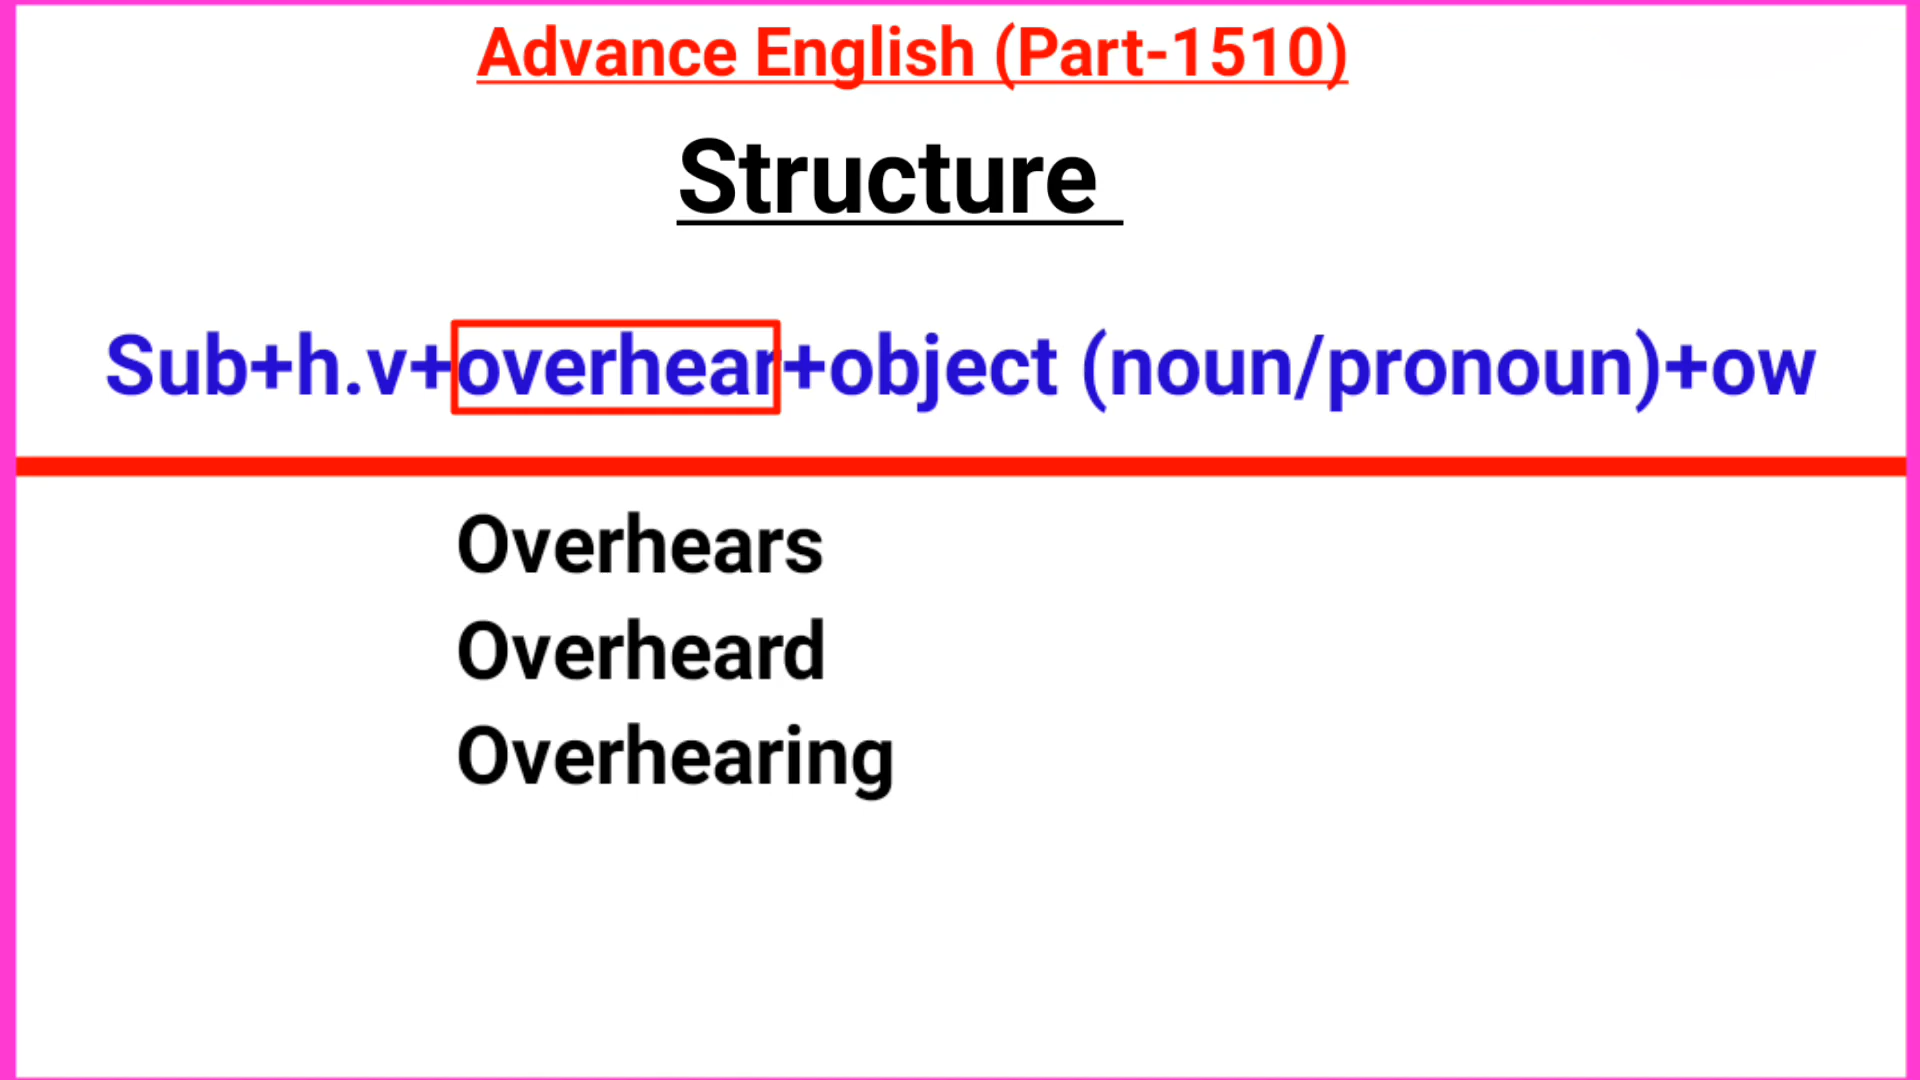 Advance English (Part-1510)
Structure
Sub+h.v+overhear+object (noun/pronoun)+ow
Overhears
Overheard
Overhearing